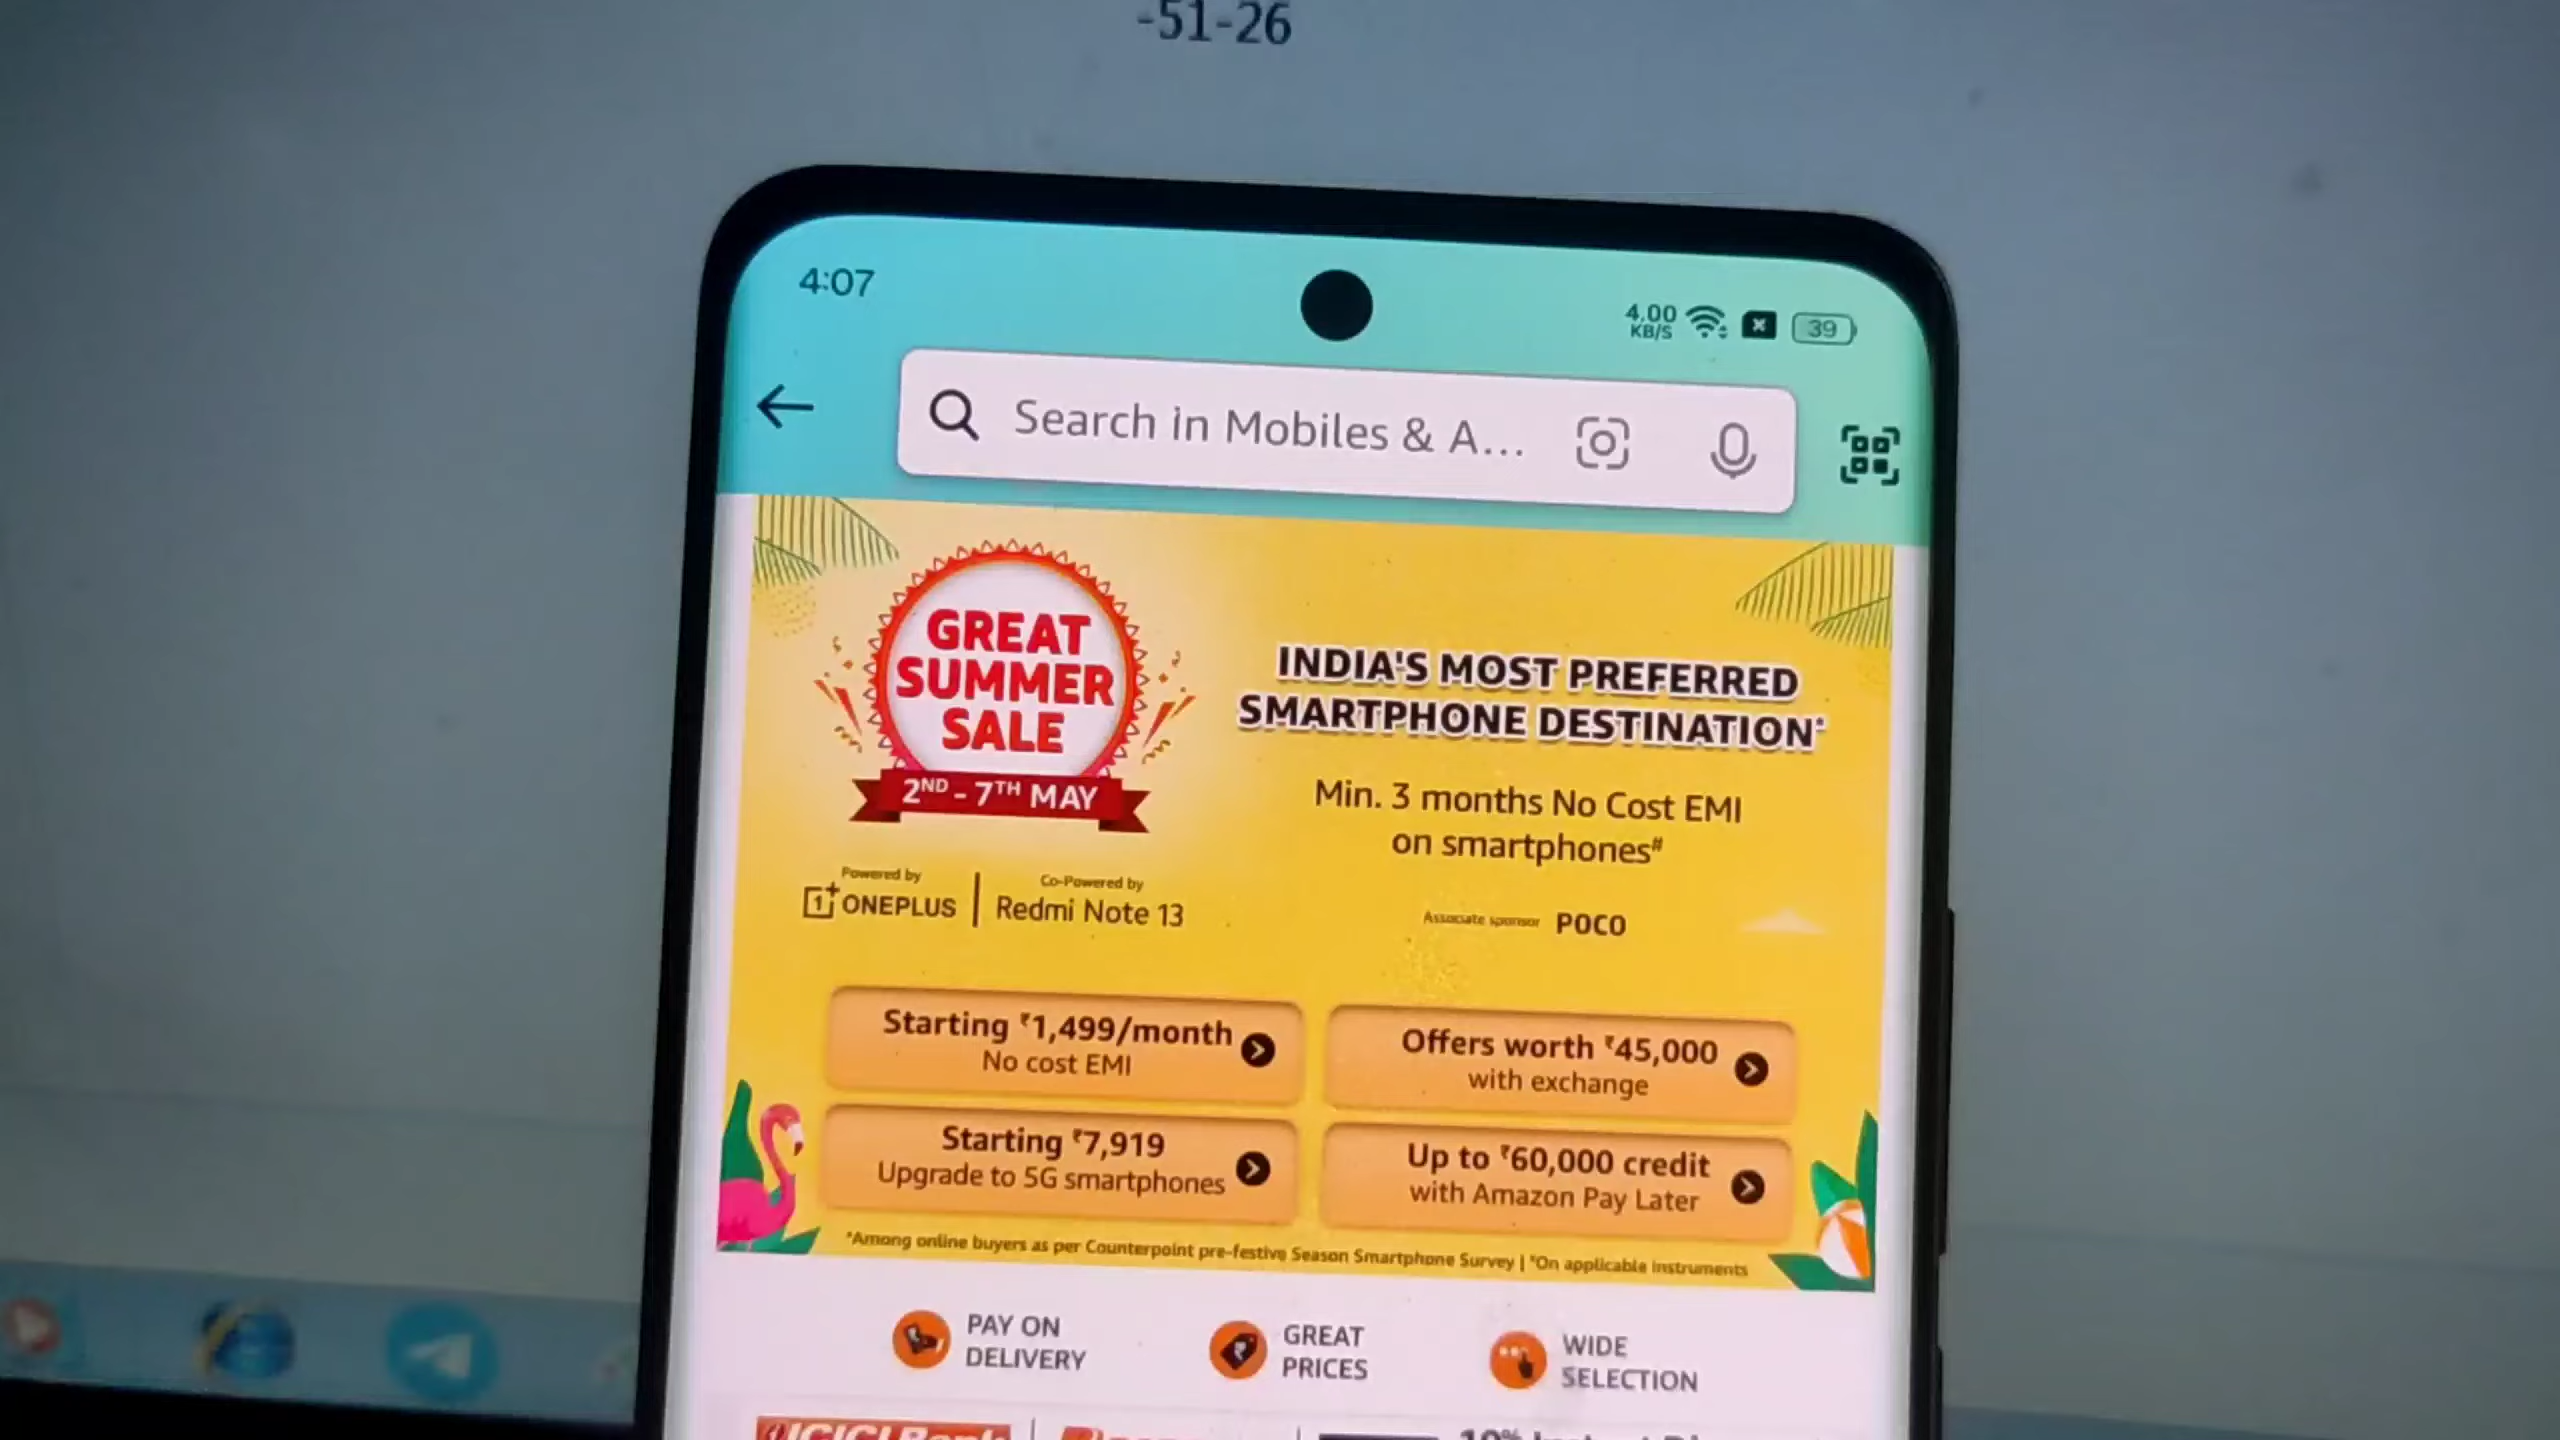 -51-26
4:07
4.00
KB/S
39
Search in Mobiles & A...
GREAT
SUMMER
SALE
2ND - 7TH MAY
INDIA'S MOST PREFERRED
SMARTPHONE DESTINATION*
Min. 3 months No Cost EMI
on smartphones#
Powered by
1+ ONEPLUS
Co-Powered by
Redmi Note 13
Associate sponsor POCO
Starting ₹1,499/month
No cost EMI
Offers worth ₹45,000
with exchange
Starting ₹7,919
Upgrade to 5G smartphones
Up to ₹60,000 credit
with Amazon Pay Later
*Among online buyers as per Counterpoint pre-festive Season Smartphone Survey | #On applicable instruments
PAY ON
DELIVERY
GREAT
PRICES
WIDE
SELECTION
ICICI Bank
10% Instant